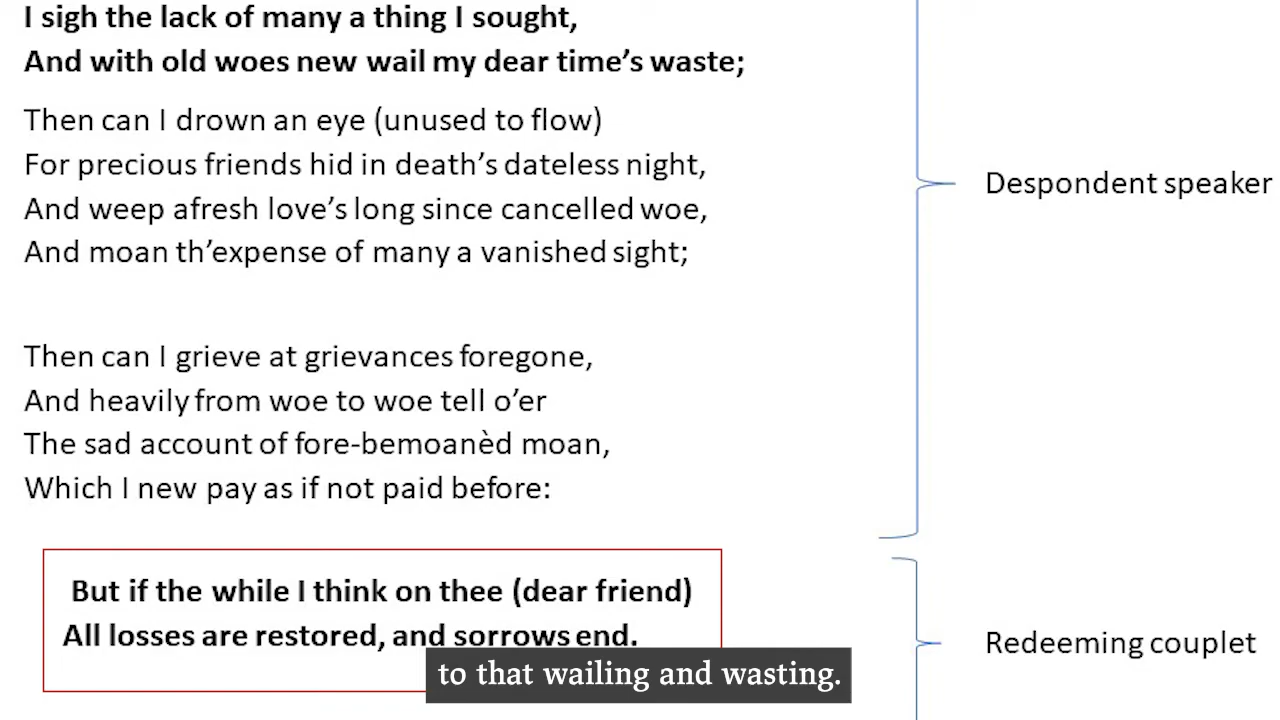 I sigh the lack of many a thing I sought,
And with old woes new wail my dear time’s waste;
Then can I drown an eye (unused to flow)
For precious friends hid in death’s dateless night,
And weep afresh love’s long since cancelled woe,
And moan th’expense of many a vanished sight;
Despondent speaker
Then can I grieve at grievances foregone,
And heavily from woe to woe tell o’er
The sad account of fore-bemoanèd moan,
Which I new pay as if not paid before:
But if the while I think on thee (dear friend)
All losses are restored, and sorrows end.
Redeeming couplet
to that wailing and wasting.